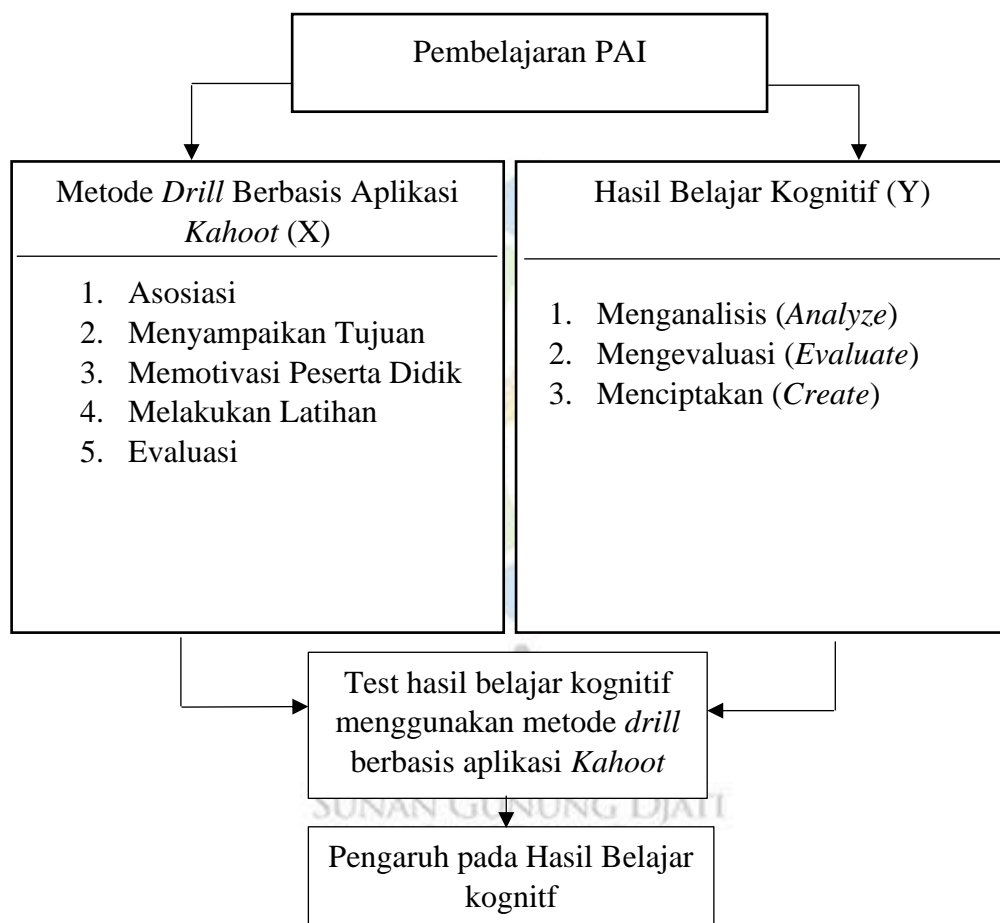 Pembelajaran PAI
Metode Drill Berbasis Aplikasi
Kahoot (X)
1. Asosiasi
2. Menyampaikan Tujuan
3. Memotivasi Peserta Didik
4. Melakukan Latihan
5. Evaluasi
Hasil Belajar Kognitif (Y)
1. Menganalisis (Analyze)
2. Mengevaluasi (Evaluate)
3. Menciptakan (Create)
Test hasil belajar kognitif
menggunakan metode drill
berbasis aplikasi Kahoot
SUNAN GUNUNG DJATI
Pengaruh pada Hasil Belajar
kognitf